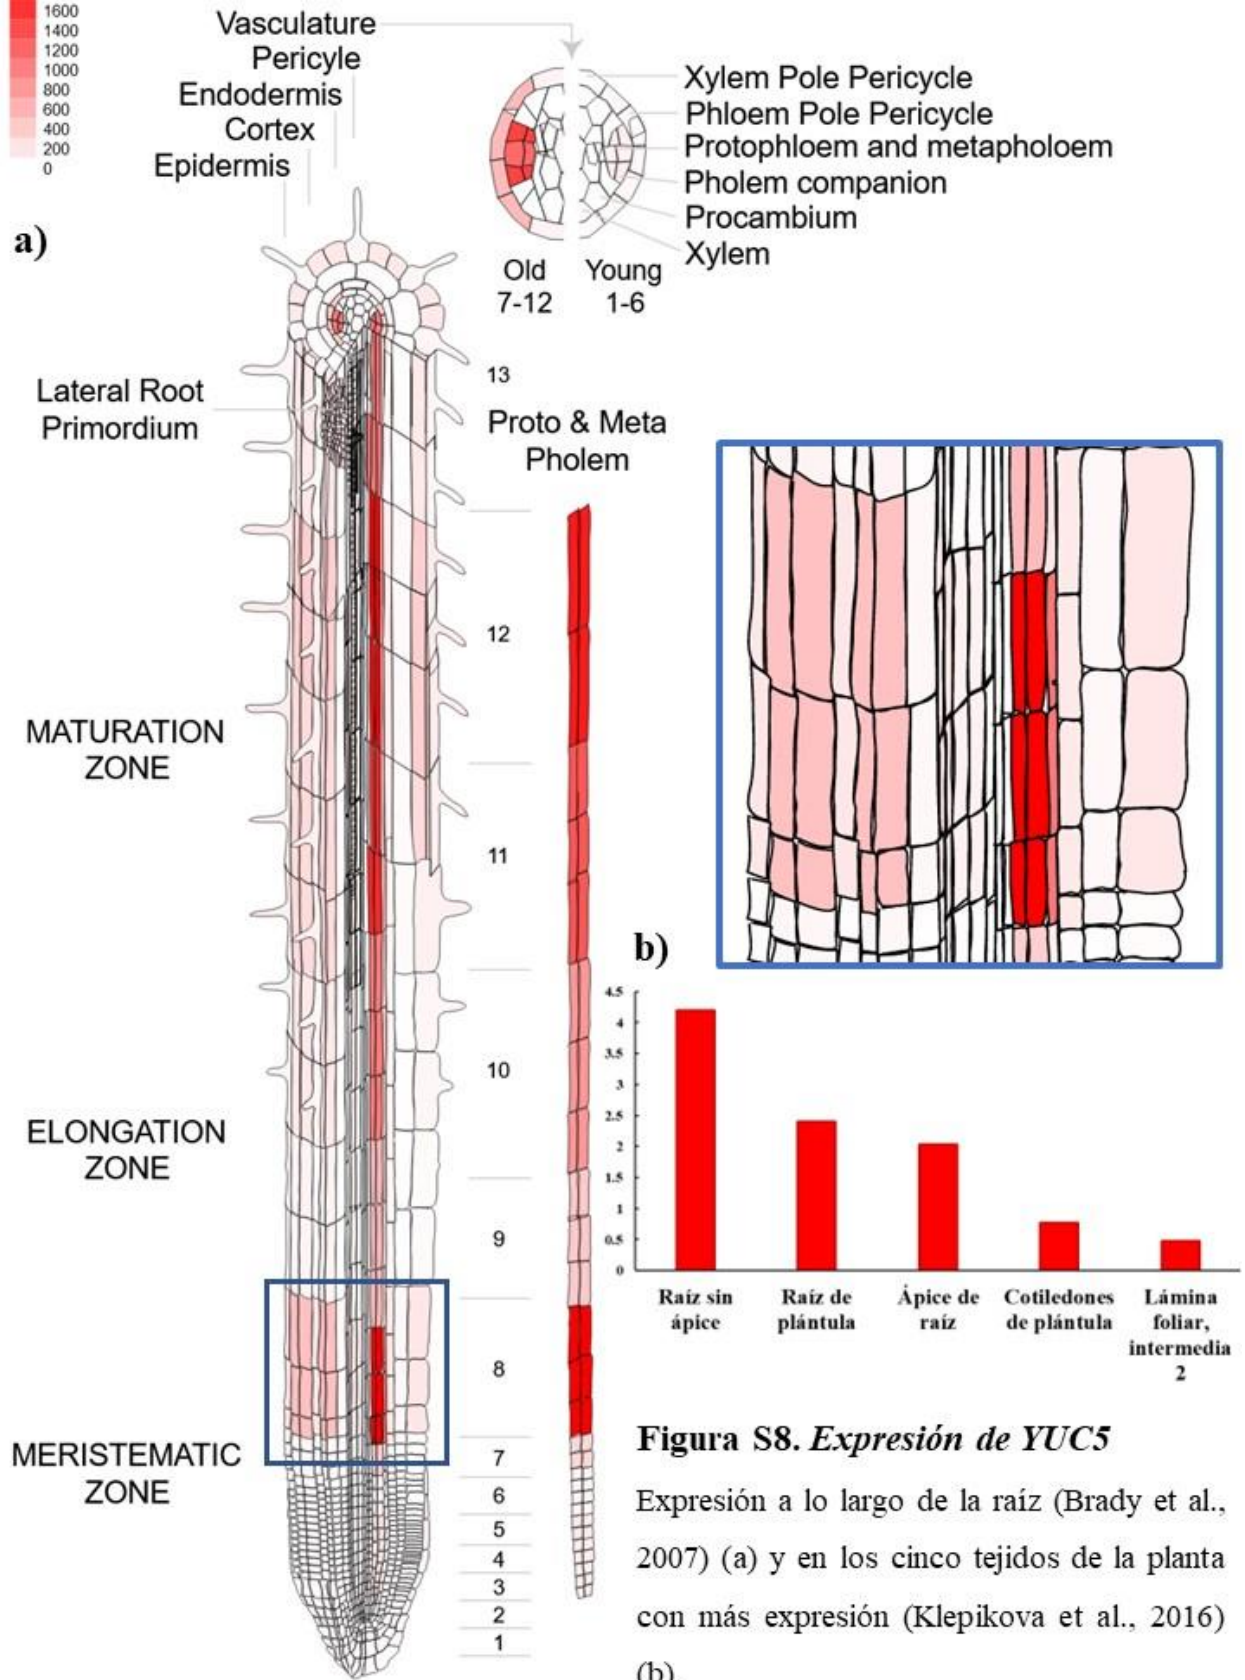 1600
1400
1200
1000
800
600
400
200
0
Vasculature
Pericyle
Endodermis
Cortex
Epidermis
Xylem Pole Pericycle
Phloem Pole Pericycle
Protophloem and metapholoem
Pholem companion
Procambium
Xylem
Old
7-12
Young
1-6
a)
Lateral Root
Primordium
13
Proto & Meta
Pholem
12
MATURATION
ZONE
11
10
ELONGATION
ZONE
9
8
MERISTEMATIC
ZONE
7
6
5
4
3
2
1
b)
4.5
4
3.5
3
2.5
2
1.5
1
0.5
0
Raíz sin
ápice
Raíz de
plántula
Ápice de
raíz
Cotiledones
de plántula
Lámina
foliar,
intermedia
2
Figura S8. Expresión de YUC5
Expresión a lo largo de la raíz (Brady et al.,
2007) (a) y en los cinco tejidos de la planta
con más expresión (Klepikova et al., 2016)
(b)